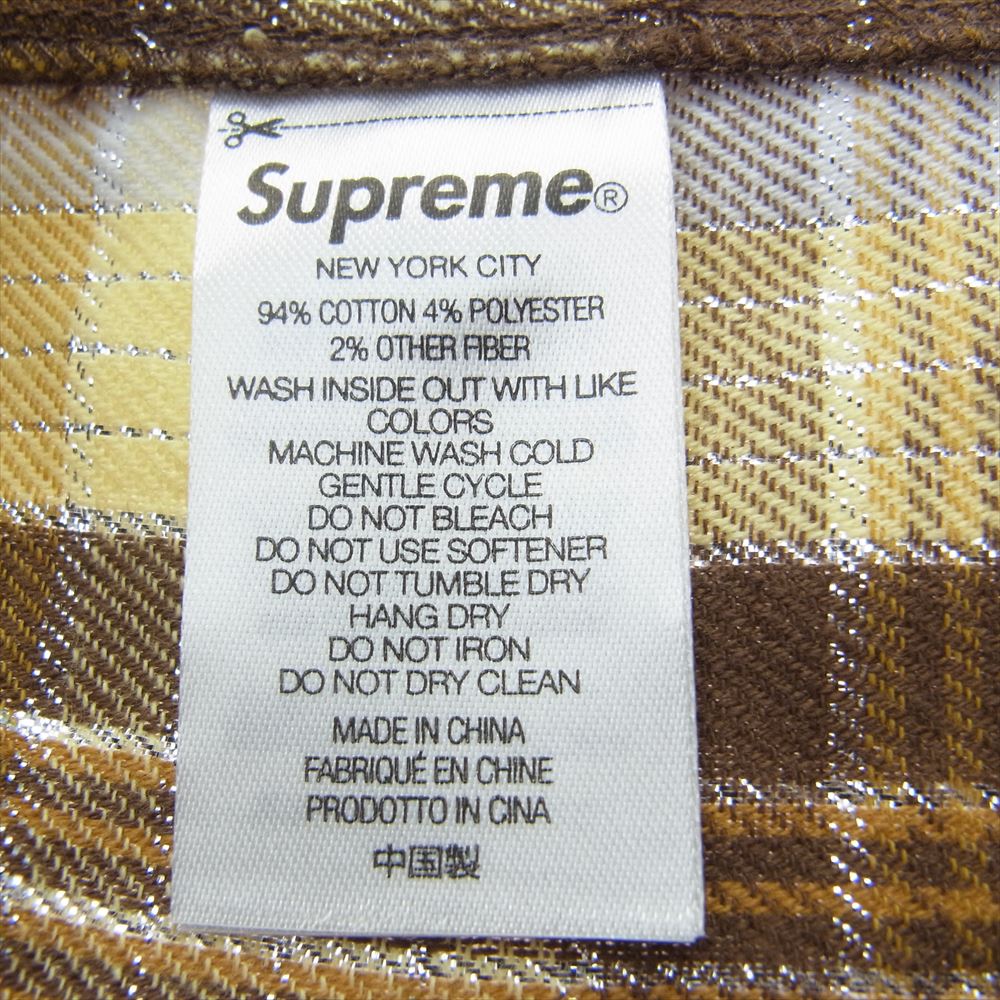 Supreme®
NEW YORK CITY
94% COTTON 4% POLYESTER
2% OTHER FIBER
WASH INSIDE OUT WITH LIKE
COLORS
MACHINE WASH COLD
GENTLE CYCLE
DO NOT BLEACH
DO NOT USE SOFTENER
DO NOT TUMBLE DRY
HANG DRY
DO NOT IRON
DO NOT DRY CLEAN
MADE IN CHINA
FABRIQUÉ EN CHINE
PRODOTTO IN CINA
中国製